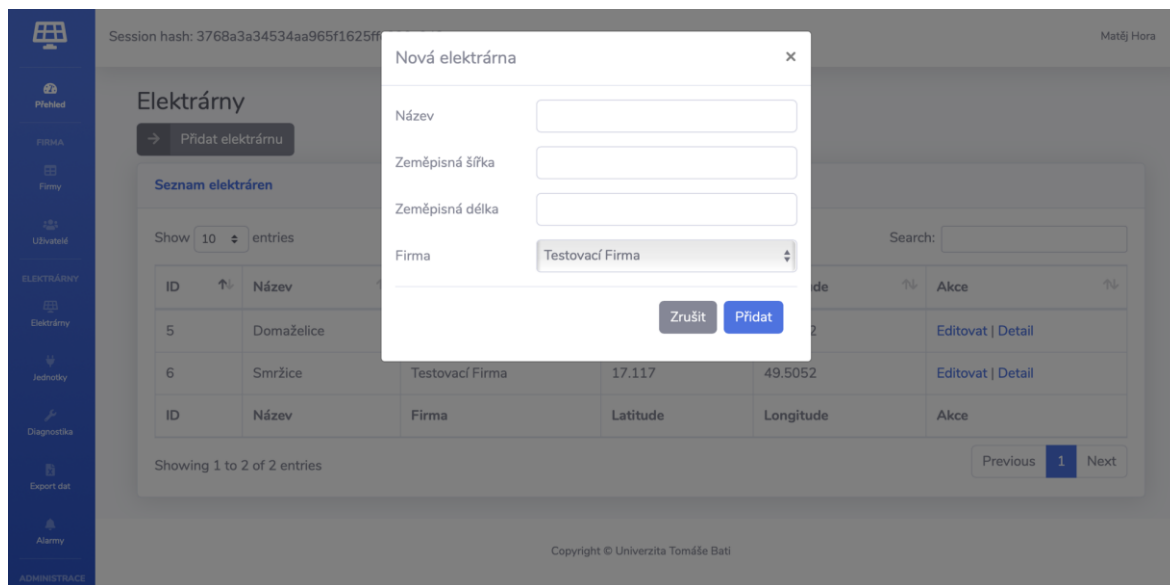 Session hash: 3768a3a34534aa965f1625ff
Matěj Hora
Přehled
FIRMA
Firmy
Uživatelé
ELEKTRÁRNY
Elektrárny
Jednotky
Diagnostika
Export dat
Alarmy
ADMINISTRACE
Elektrárny
Přidat elektrárnu
Seznam elektráren
Show 10 entries
Search:
ID Název de Akce
5 Domaželice 2 Editovat | Detail
6 Smržice Testovací Firma 17.117 49.5052 Editovat | Detail
ID Název Firma Latitude Longitude Akce
Showing 1 to 2 of 2 entries
Previous 1 Next
Copyright © Univerzita Tomáše Bati
Nová elektrárna ×
Název
Zeměpisná šířka
Zeměpisná délka
Firma Testovací Firma
Zrušit Přidat